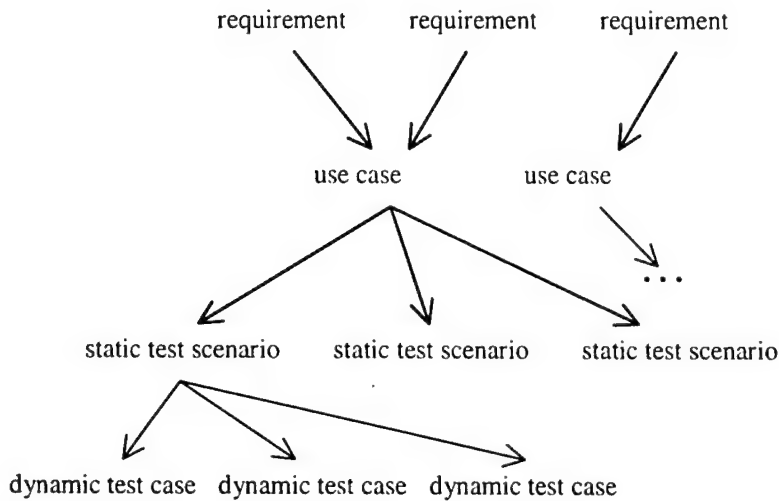 requirement requirement requirement
use case use case
...
static test scenario static test scenario static test scenario
dynamic test case dynamic test case dynamic test case